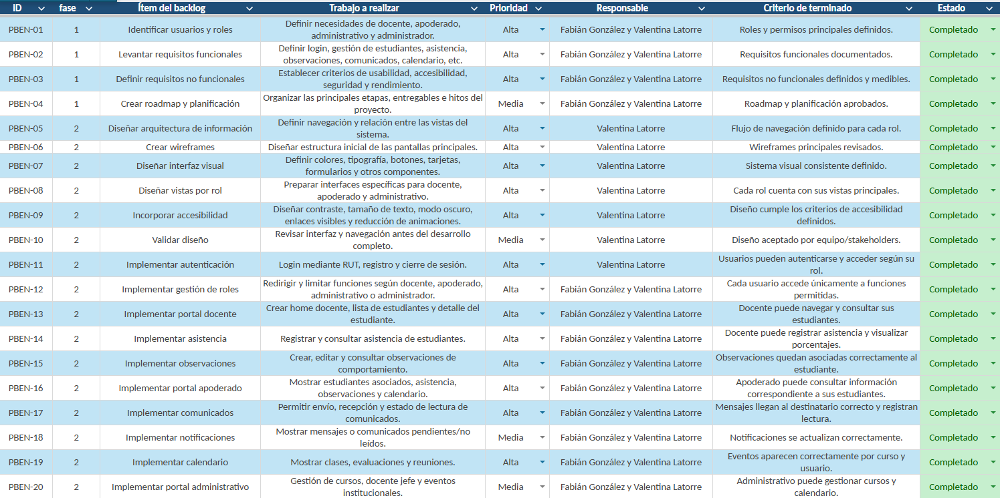 ID fase Ítem del backlog Trabajo a realizar Prioridad Responsable Criterio de terminado Estado
PBEN-01 1 Identificar usuarios y roles Definir necesidades de docente, apoderado, administrativo y administrador. Alta Fabián González y Valentina Latorre Roles y permisos principales definidos. Completado
PBEN-02 1 Levantar requisitos funcionales Definir login, gestión de estudiantes, asistencia, observaciones, comunicados, calendario, etc. Alta Fabián González y Valentina Latorre Requisitos funcionales documentados. Completado
PBEN-03 1 Definir requisitos no funcionales Establecer criterios de usabilidad, accesibilidad, seguridad y rendimiento. Alta Fabián González y Valentina Latorre Requisitos no funcionales definidos y medibles. Completado
PBEN-04 1 Crear roadmap y planificación Organizar las principales etapas, entregables e hitos del proyecto. Media Fabián González y Valentina Latorre Roadmap y planificación aprobados. Completado
PBEN-05 2 Diseñar arquitectura de información Definir navegación y relación entre las vistas del sistema. Alta Valentina Latorre Flujo de navegación definido para cada rol. Completado
PBEN-06 2 Crear wireframes Diseñar estructura inicial de las pantallas principales. Alta Valentina Latorre Wireframes principales revisados. Completado
PBEN-07 2 Diseñar interfaz visual Definir colores, tipografía, botones, tarjetas, formularios y otros componentes. Alta Valentina Latorre Sistema visual consistente definido. Completado
PBEN-08 2 Diseñar vistas por rol Preparar interfaces específicas para docente, apoderado y administrativo. Alta Valentina Latorre Cada rol cuenta con sus vistas principales. Completado
PBEN-09 2 Incorporar accesibilidad Diseñar contraste, tamaño de texto, modo oscuro, enlaces visibles y reducción de animaciones. Alta Valentina Latorre Diseño cumple los criterios de accesibilidad definidos. Completado
PBEN-10 2 Validar diseño Revisar interfaz y navegación antes del desarrollo completo. Media Valentina Latorre Diseño aceptado por equipo/stakeholders. Completado
PBEN-11 2 Implementar autenticación Login mediante RUT, registro y cierre de sesión. Alta Valentina Latorre Usuarios pueden autenticarse y acceder según su rol. Completado
PBEN-12 2 Implementar gestión de roles Redirigir y limitar funciones según docente, apoderado, administrativo o administrador. Alta Fabián González y Valentina Latorre Cada usuario accede únicamente a funciones permitidas. Completado
PBEN-13 2 Implementar portal docente Crear home docente, lista de estudiantes y detalle del estudiante. Alta Fabián González y Valentina Latorre Docente puede navegar y consultar sus estudiantes. Completado
PBEN-14 2 Implementar asistencia Registrar y consultar asistencia de estudiantes. Alta Fabián González y Valentina Latorre Docente puede registrar asistencia y visualizar porcentajes. Completado
PBEN-15 2 Implementar observaciones Crear, editar y consultar observaciones de comportamiento. Alta Fabián González y Valentina Latorre Observaciones quedan asociadas correctamente al estudiante. Completado
PBEN-16 2 Implementar portal apoderado Mostrar estudiantes asociados, asistencia, observaciones y calendario. Alta Fabián González y Valentina Latorre Apoderado puede consultar información correspondiente a sus estudiantes. Completado
PBEN-17 2 Implementar comunicados Permitir envío, recepción y estado de lectura de comunicados. Alta Fabián González y Valentina Latorre Mensajes llegan al destinatario correcto y registran lectura. Completado
PBEN-18 2 Implementar notificaciones Mostrar mensajes o comunicados pendientes/no leídos. Media Fabián González y Valentina Latorre Notificaciones se actualizan correctamente. Completado
PBEN-19 2 Implementar calendario Mostrar clases, evaluaciones y reuniones. Alta Fabián González y Valentina Latorre Eventos aparecen correctamente por curso y usuario. Completado
PBEN-20 2 Implementar portal administrativo Gestión de cursos, docente jefe y eventos institucionales. Media Fabián González y Valentina Latorre Administrativo puede gestionar cursos y calendario. Completado